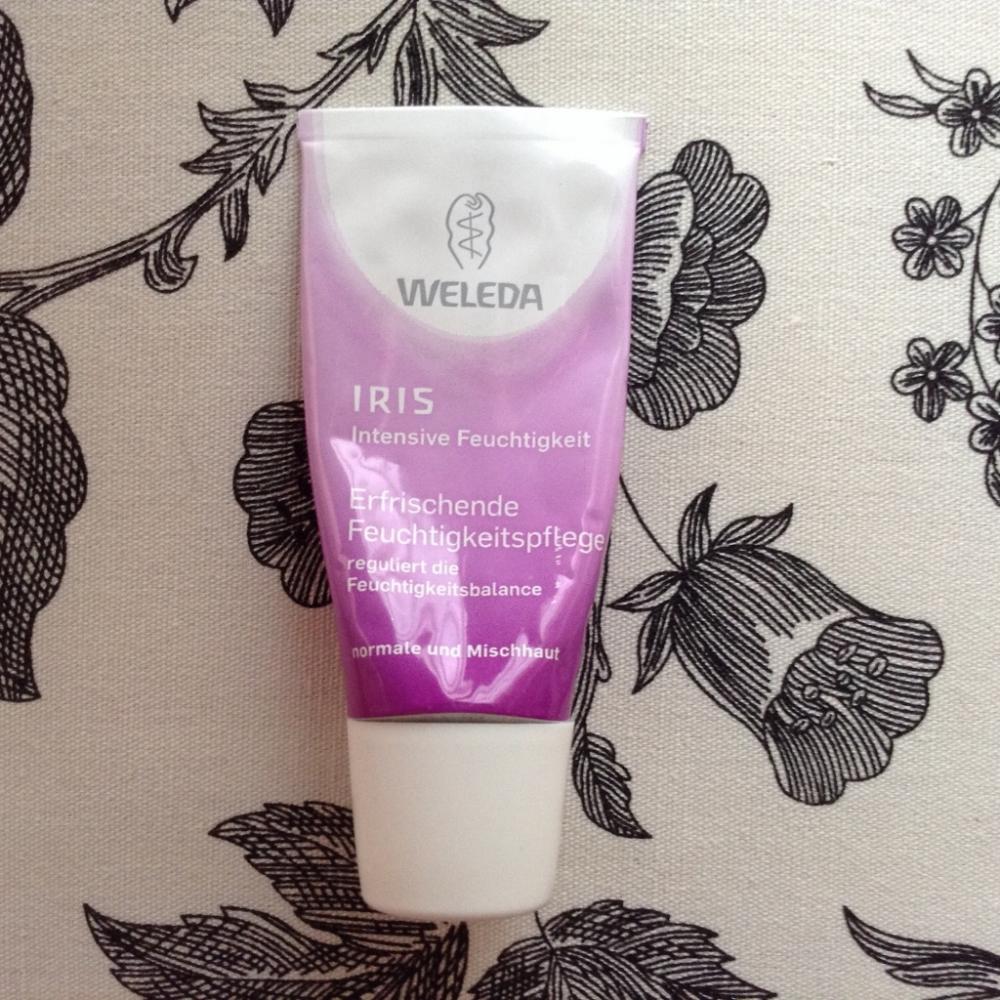 WELEDA
IRIS
Intensive Feuchtigkeit
Erfrischende
Feuchtigkeitspflege
reguliert die
Feuchtigkeitsbalance
normale und Mischhaut